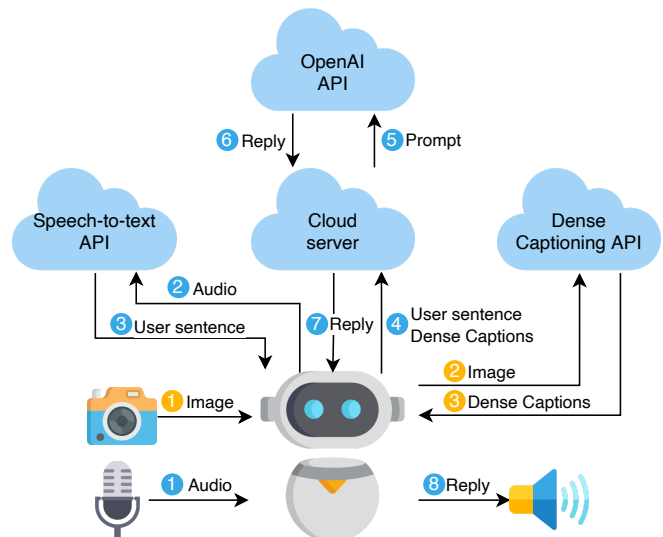 OpenAI
API
6 Reply
5 Prompt
Speech-to-text
API
Cloud
server
Dense
Captioning API
2 Audio
3 User sentence
7 Reply
4 User sentence
Dense Captions
2 Image
3 Dense Captions
1 Image
1 Audio
8 Reply